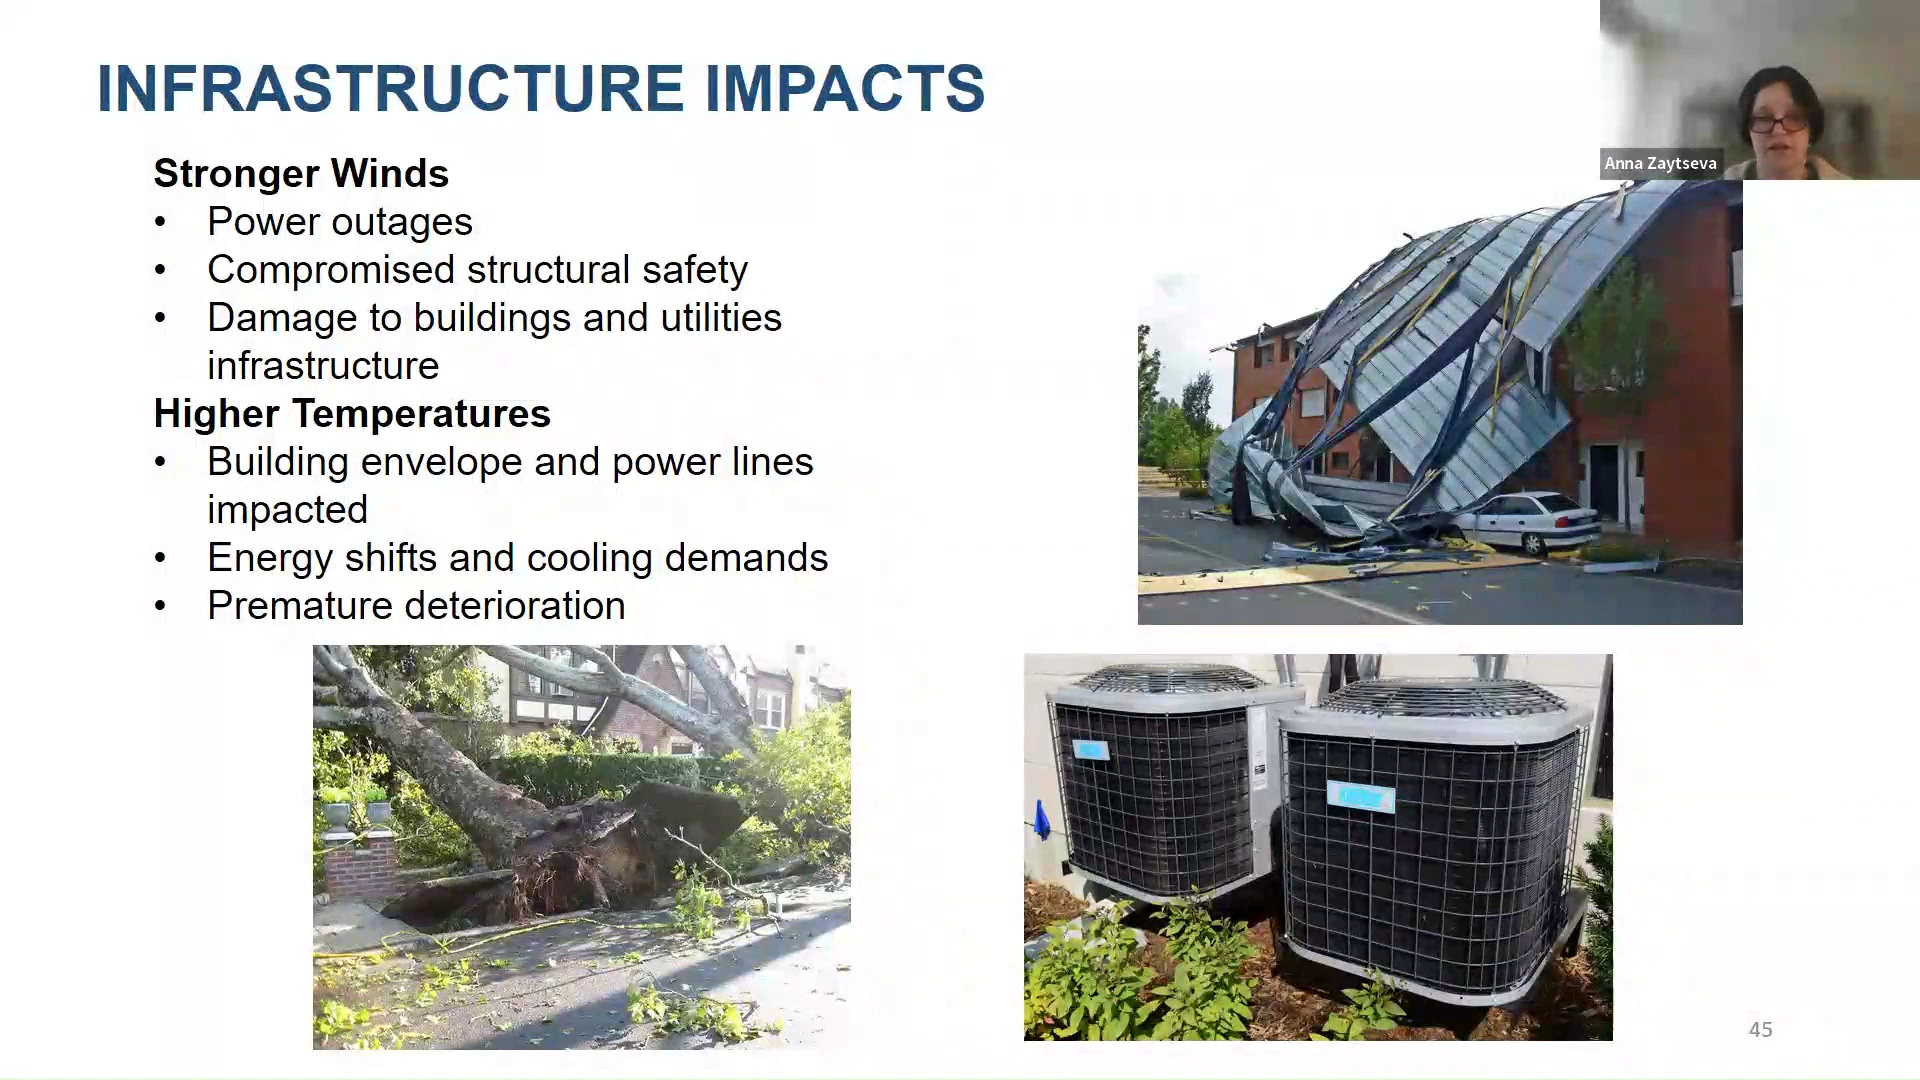 INFRASTRUCTURE IMPACTS
Anna Zaytseva
Stronger Winds
• Power outages
• Compromised structural safety
• Damage to buildings and utilities
infrastructure
Higher Temperatures
• Building envelope and power lines
impacted
• Energy shifts and cooling demands
• Premature deterioration
45